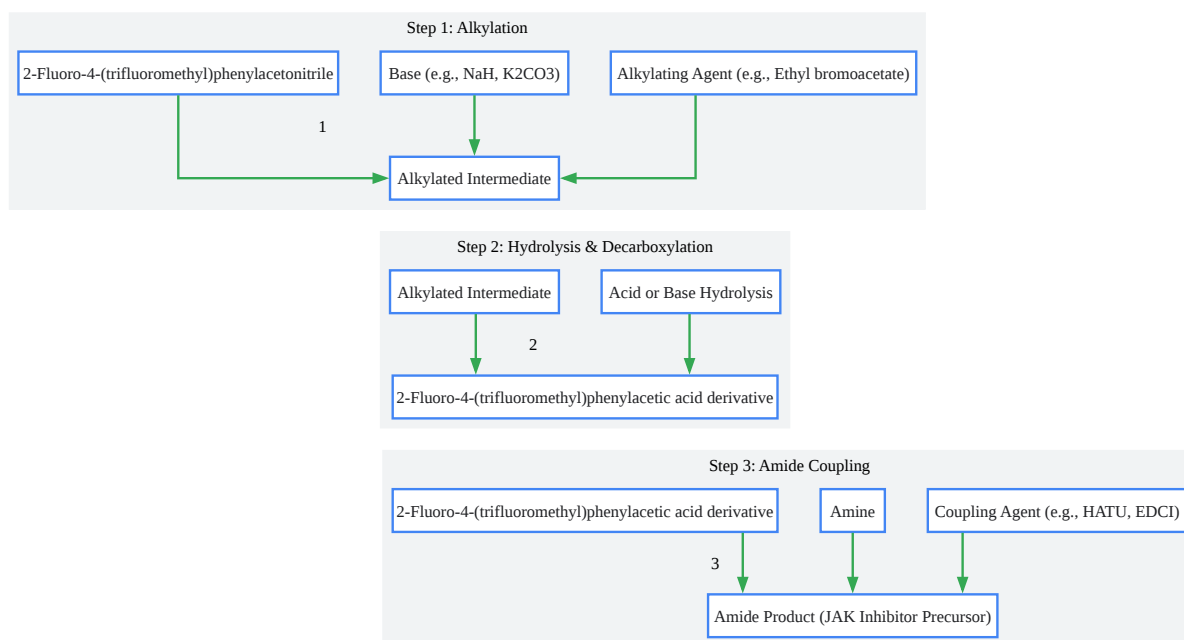 Step 1: Alkylation
2-Fluoro-4-(trifluoromethyl)phenylacetonitrile
Base (e.g., NaH, K2CO3)
Alkylating Agent (e.g., Ethyl bromoacetate)
1
Alkylated Intermediate
Step 2: Hydrolysis & Decarboxylation
Alkylated Intermediate
Acid or Base Hydrolysis
2
2-Fluoro-4-(trifluoromethyl)phenylacetic acid derivative
Step 3: Amide Coupling
2-Fluoro-4-(trifluoromethyl)phenylacetic acid derivative
Amine
Coupling Agent (e.g., HATU, EDCI)
3
Amide Product (JAK Inhibitor Precursor)